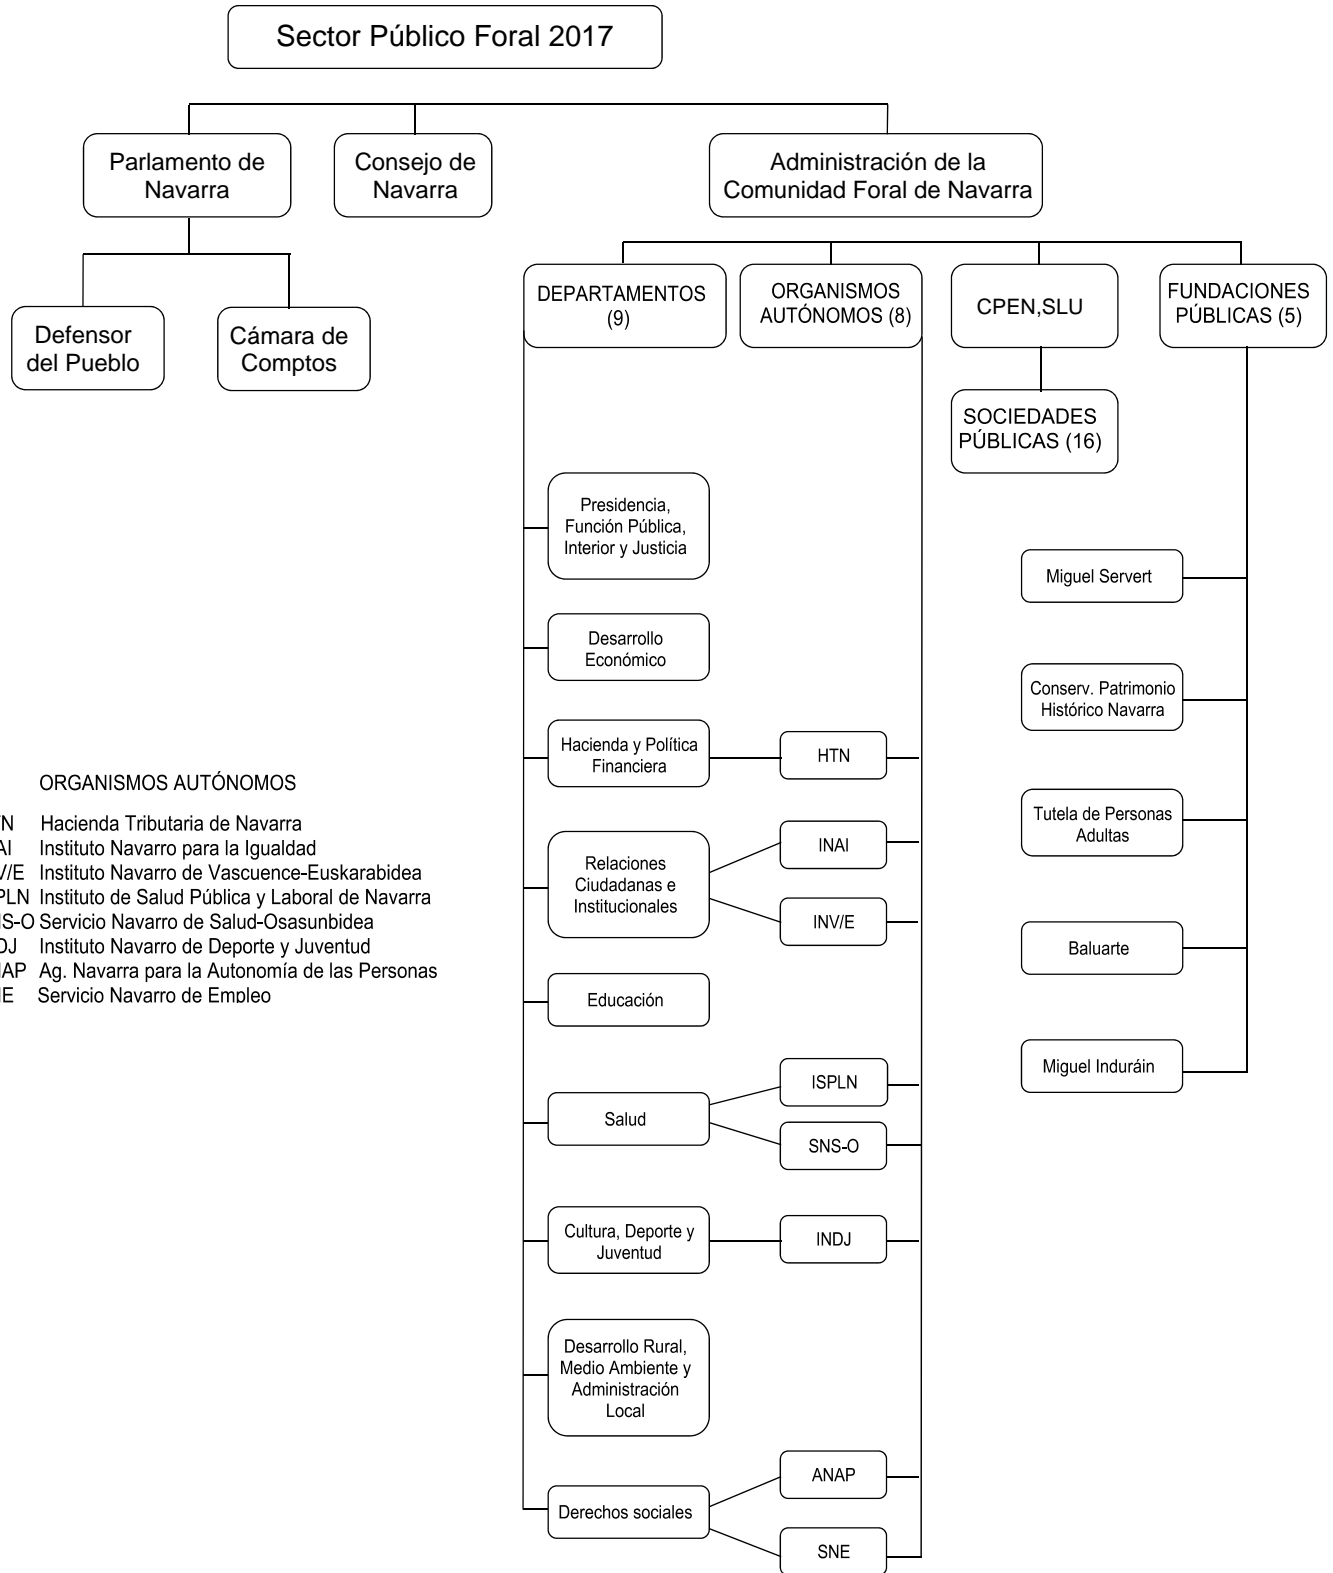 Sector Público Foral 2017
Parlamento de
Navarra
Consejo de
Navarra
Administración de la
Comunidad Foral de Navarra
Defensor
del Pueblo
Cámara de
Comptos
DEPARTAMENTOS
(9)
ORGANISMOS
AUTÓNOMOS (8)
CPEN,SLU
FUNDACIONES
PÚBLICAS (5)
SOCIEDADES
PÚBLICAS (16)
Presidencia,
Función Pública,
Interior y Justicia
Desarrollo
Económico
Hacienda y Política
Financiera
HTN
Relaciones
Ciudadanas e
Institucionales
INAI
INV/E
Educación
Salud
ISPLN
SNS-O
Cultura, Deporte y
Juventud
INDJ
Desarrollo Rural,
Medio Ambiente y
Administración
Local
Derechos sociales
ANAP
SNE
Miguel Servert
Conserv. Patrimonio
Histórico Navarra
Tutela de Personas
Adultas
Baluarte
Miguel Induráin
ORGANISMOS AUTÓNOMOS
N Hacienda Tributaria de Navarra
AI Instituto Navarro para la Igualdad
V/E Instituto Navarro de Vascuence-Euskarabidea
PLN Instituto de Salud Pública y Laboral de Navarra
IS-O Servicio Navarro de Salud-Osasunbidea
DJ Instituto Navarro de Deporte y Juventud
IAP Ag. Navarra para la Autonomía de las Personas
IE Servicio Navarro de Empleo